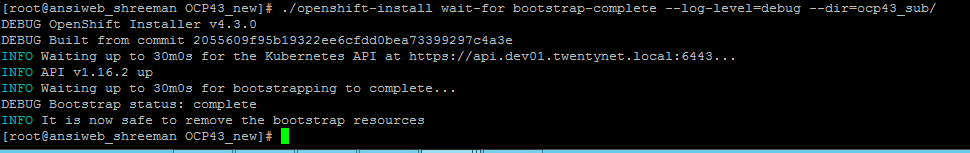 [root@ansiweb_shreeman OCP43_new]# ./openshift-install wait-for bootstrap-complete --log-level=debug --dir=ocp43_sub/
DEBUG OpenShift Installer v4.3.0
DEBUG Built from commit 2055609f95b19322ee6cfdd0bea73399297c4a3e
INFO Waiting up to 30m0s for the Kubernetes API at https://api.dev01.twentynet.local:6443...
INFO API v1.16.2 up
INFO Waiting up to 30m0s for bootstrapping to complete...
DEBUG Bootstrap status: complete
INFO It is now safe to remove the bootstrap resources
[root@ansiweb_shreeman OCP43_new]#